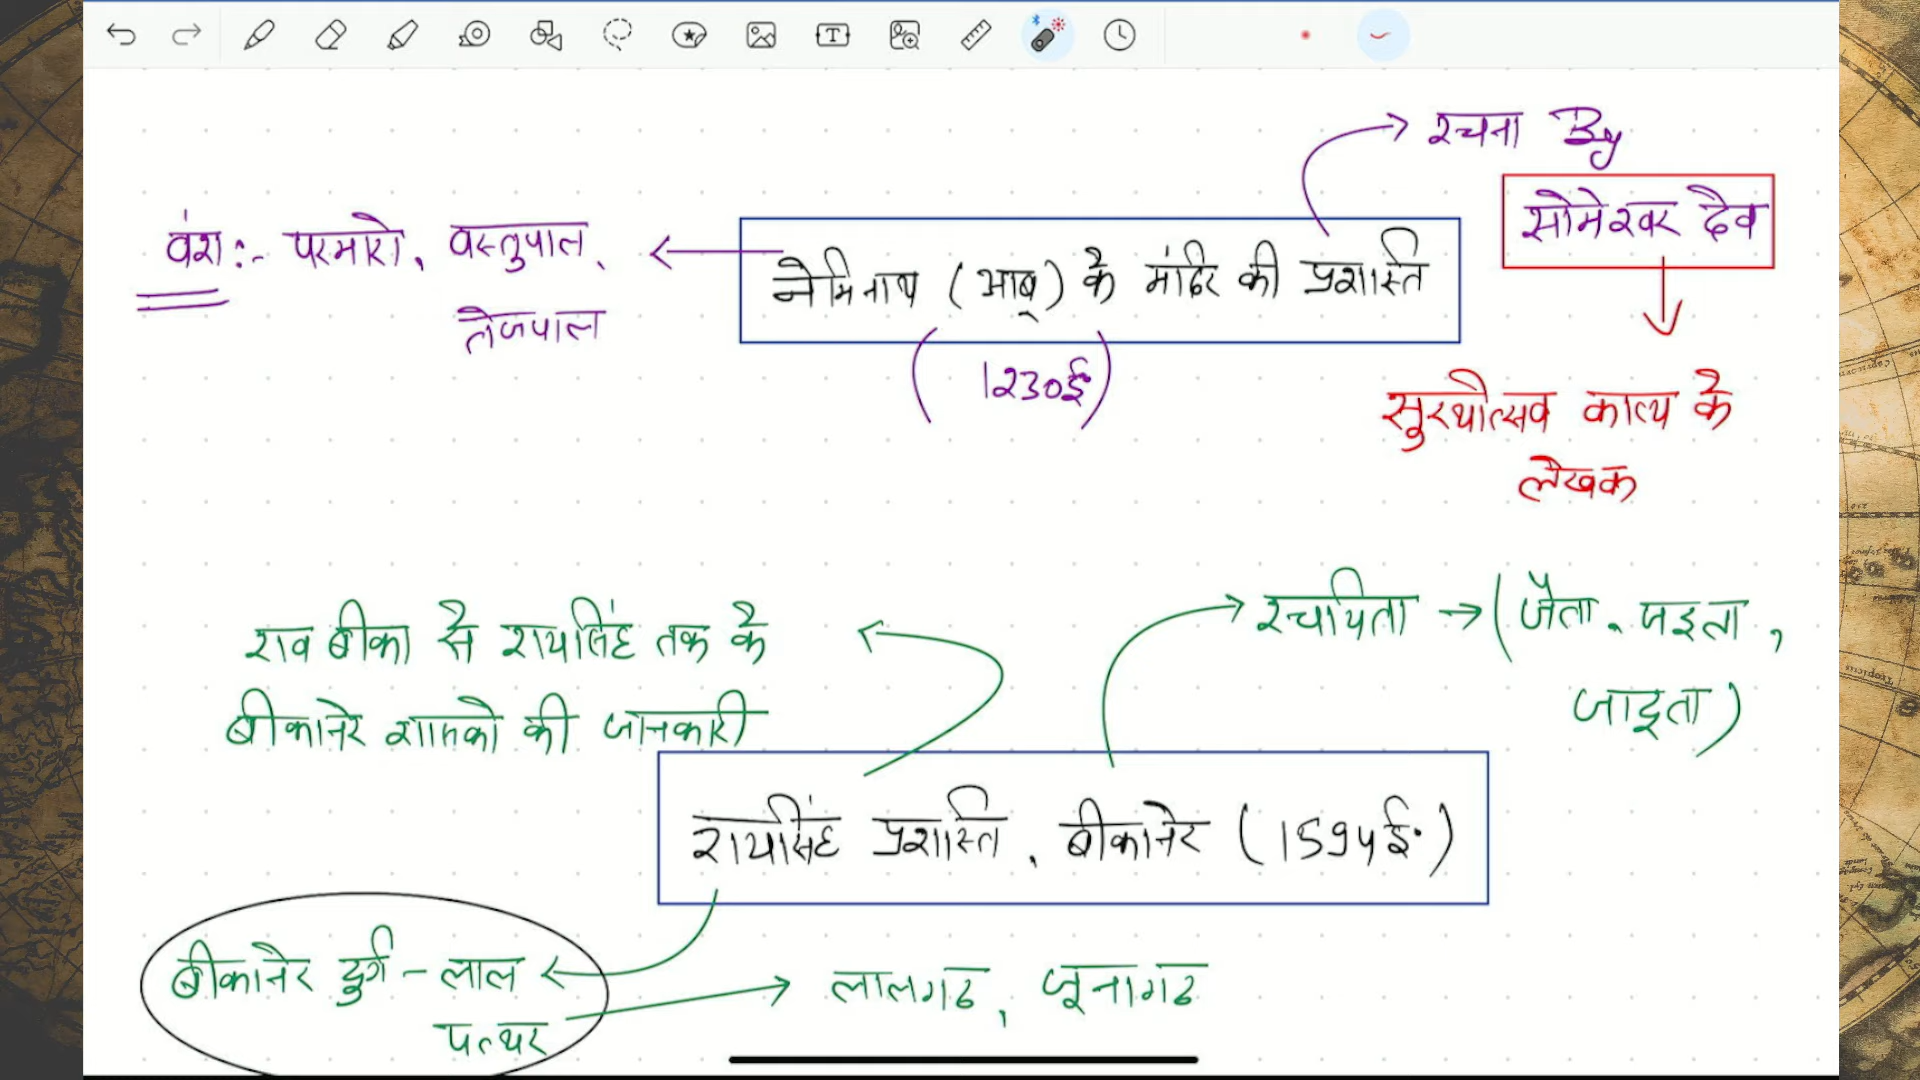 रचना By
सोमेश्वर देव
वंश :- परमारो, वस्तुपाल,
तेजपाल
नेमिनाथ (आबू) के मंदिर की प्रशस्ति
(1230ई)
सुरथोत्सव काव्य के
लेखक
राव बीका से रायसिंह तक के
बीकानेर शासको की जानकारी
रचायिता → (जैता, जइता,
जाइता)
रायसिंह प्रशस्ति, बीकानेर (1594ई.)
बीकानेर दुर्ग - लाल
पत्थर
लालगढ, जूनागढ